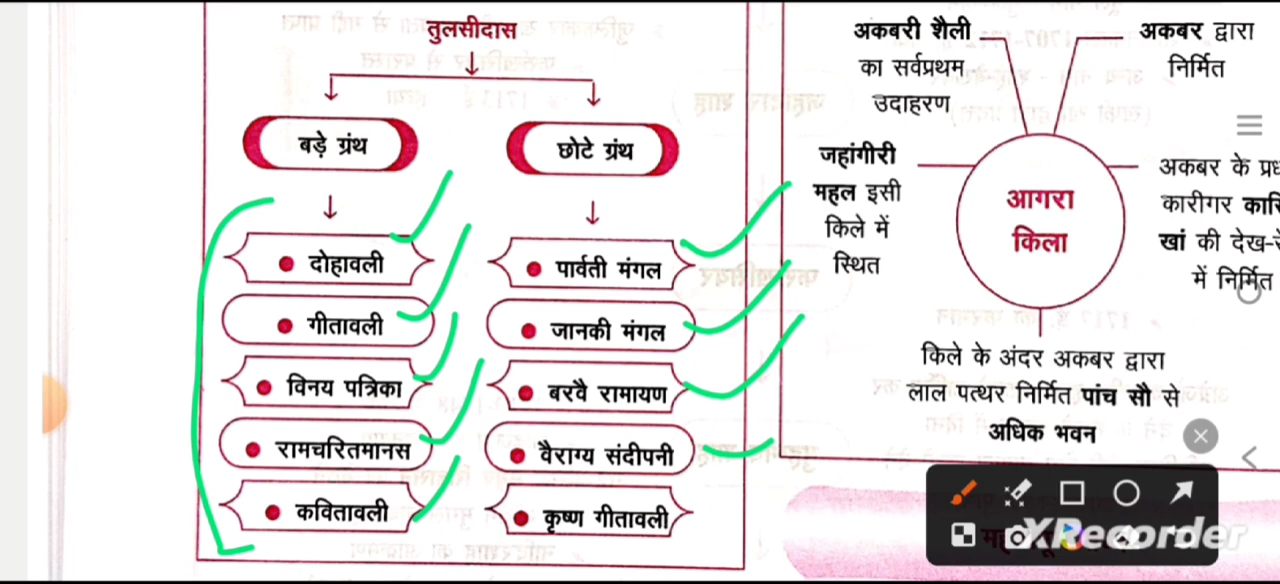 तुलसीदास
बड़े ग्रंथ
दोहावली
गीतावली
विनय पत्रिका
रामचरितमानस
कवितावली
छोटे ग्रंथ
पार्वती मंगल
जानकी मंगल
बरवै रामायण
वैराग्य संदीपनी
कृष्ण गीतावली
अकबरी शैली
का सर्वप्रथम
उदाहरण
अकबर द्वारा
निर्मित
जहांगीरी
महल इसी
किले में
स्थित
आगरा
किला
अकबर के
कारीगर
खां की
में निर्मित
किले के अंदर अकबर द्वारा
लाल पत्थर निर्मित पांच सौ से
अधिक भवन
XRecorder